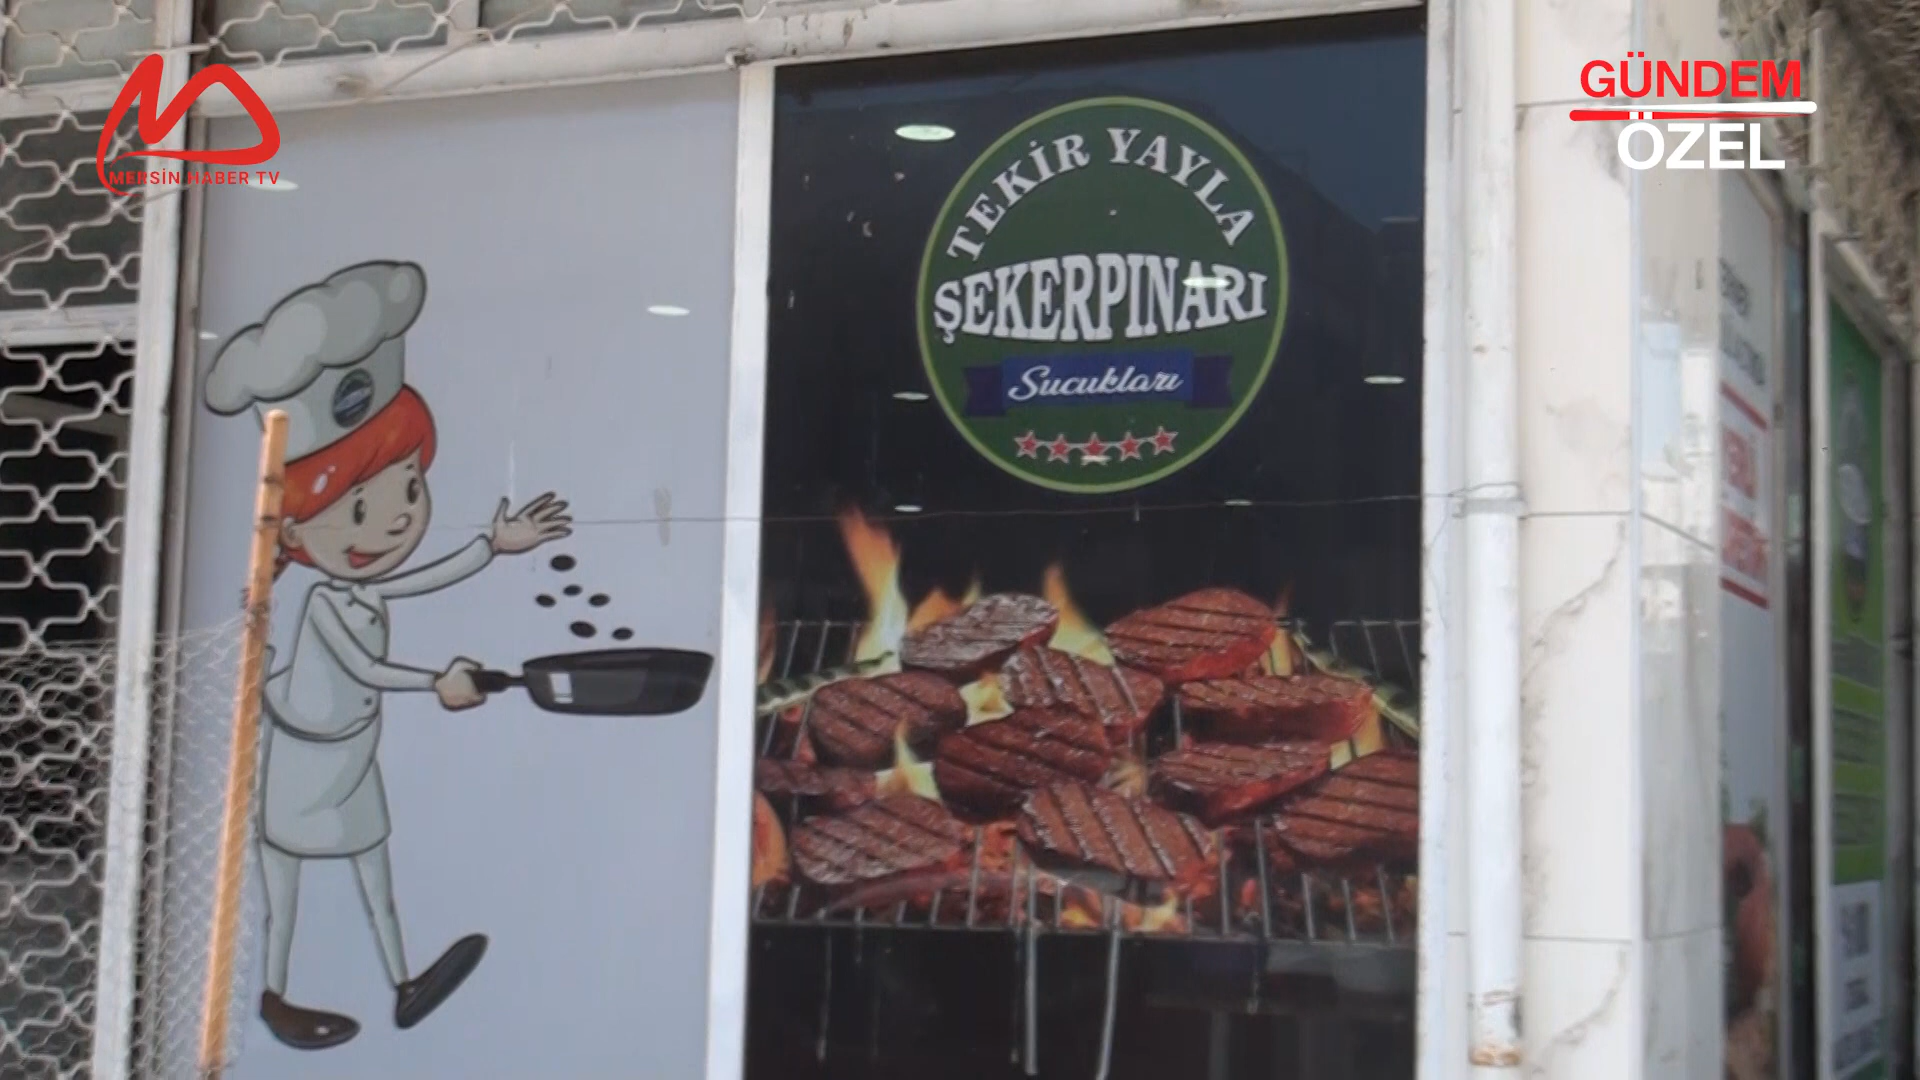 MERSİN HABER TV
GÜNDEM
ÖZEL
TEKİR YAYLA
ŞEKERPINARI
Sucukları